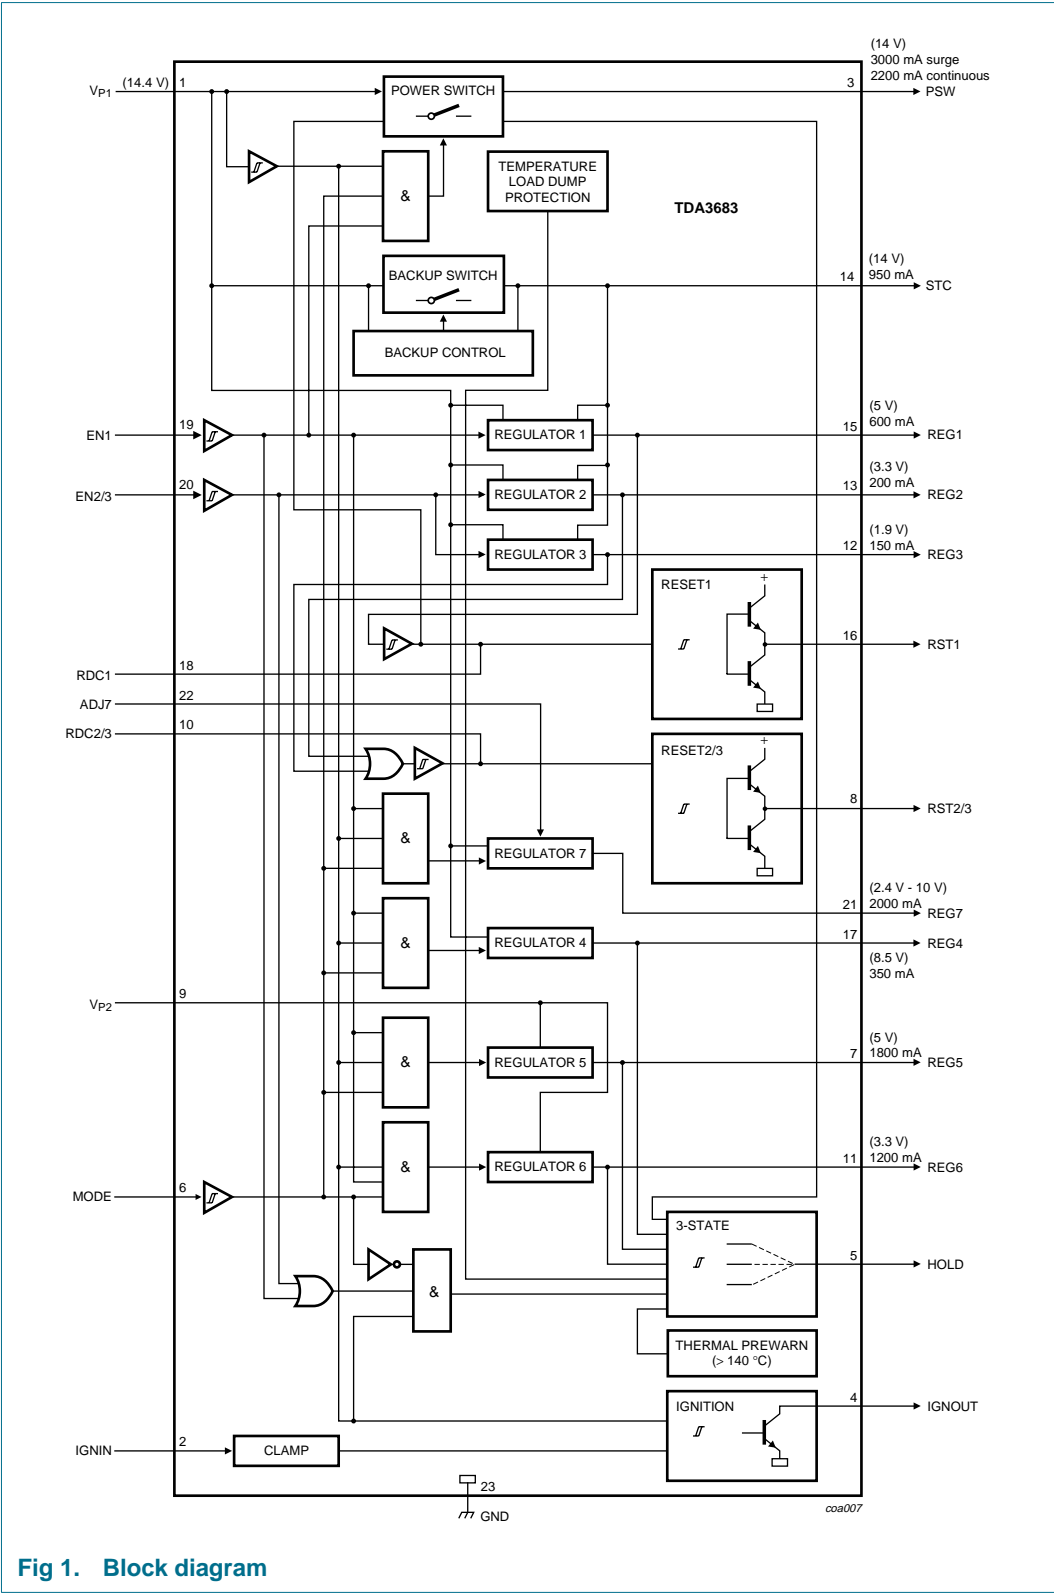 (14 V)
3000 mA surge
2200 mA continuous
VP1 (14.4 V) 1
POWER SWITCH
3 PSW
&
TEMPERATURE
LOAD DUMP
PROTECTION
TDA3683
BACKUP SWITCH
(14 V)
14 950 mA
STC
BACKUP CONTROL
(5 V)
600 mA
EN1 19
REGULATOR 1
15 REG1
(3.3 V)
200 mA
EN2/3 20
REGULATOR 2
13 REG2
(1.9 V)
150 mA
REGULATOR 3
12 REG3
RESET1
+
16 RST1
RDC1 18
ADJ7 22
RDC2/3 10
RESET2/3
+
8 RST2/3
&
REGULATOR 7
(2.4 V - 10 V)
2000 mA
21 REG7
&
REGULATOR 4
17 REG4
(8.5 V)
350 mA
VP2 9
(5 V)
1800 mA
&
REGULATOR 5
7 REG5
(3.3 V)
1200 mA
&
REGULATOR 6
11 REG6
MODE 6
3-STATE
5 HOLD
&
THERMAL PREWARN
(> 140 °C)
IGNITION
4 IGNOUT
IGNIN 2
CLAMP
23
GND
coa007
Fig 1. Block diagram